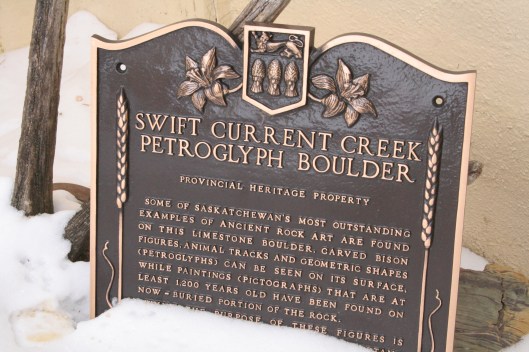 SWIFT CURRENT CREEK
PETROGLYPH BOULDER
PROVINCIAL HERITAGE PROPERTY
SOME OF SASKATCHEWAN'S MOST OUTSTANDING
EXAMPLES OF ANCIENT ROCK ART ARE FOUND
ON THIS LIMESTONE BOULDER. CARVED BISON
FIGURES, ANIMAL TRACKS AND GEOMETRIC SHAPES
(PETROGLYPHS) CAN BE SEEN ON ITS SURFACE,
WHILE PAINTINGS (PICTOGRAPHS) THAT ARE AT
LEAST 1,200 YEARS OLD HAVE BEEN FOUND ON
NOW-BURIED PORTION OF THE ROCK.
PURPOSE OF THESE FIGURES IS